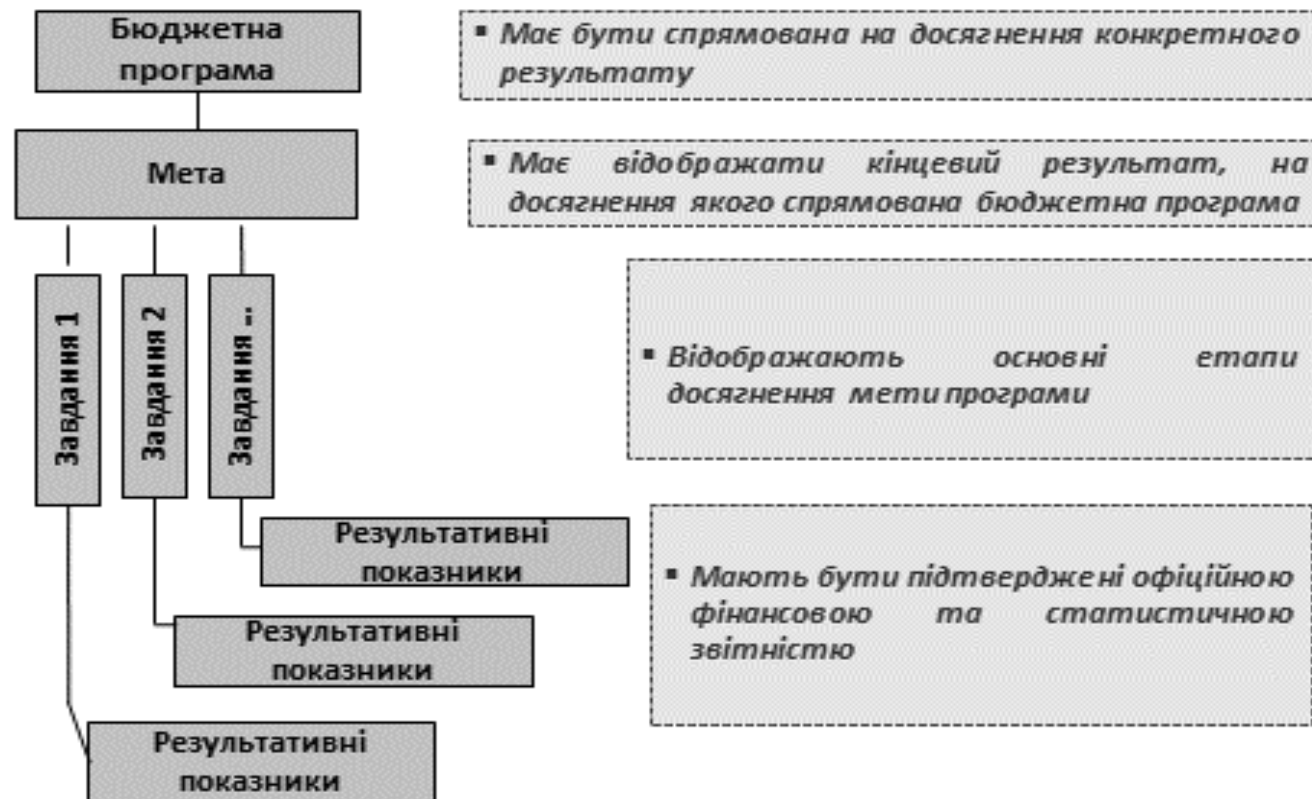 Бюджетна
програма
▪ Має бути спрямована на досягнення конкретного
результату
Мета
▪ Має відображати кінцевий результат, на
досягнення якого спрямована бюджетна програма
Завдання 1
Завдання 2
Завдання ...
▪ Відображають основні етапи
досягнення мети програми
Результативні
показники
▪ Мають бути підтверджені офіційною
фінансовою та статистичною
звітністю
Результативні
показники
Результативні
показники